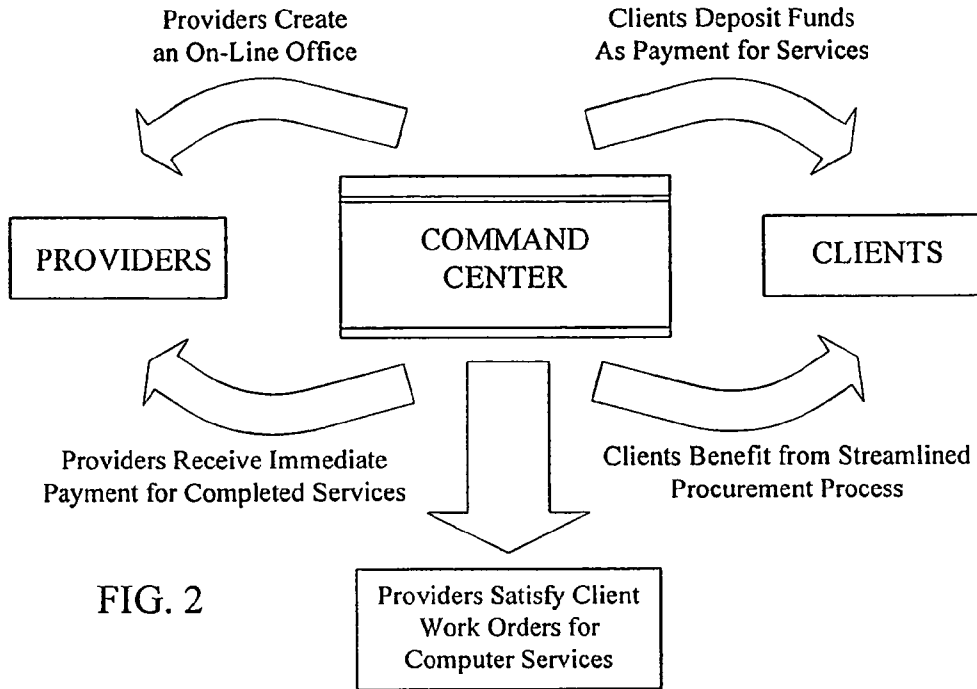 Providers Create
an On-Line Office
Clients Deposit Funds
As Payment for Services
PROVIDERS
COMMAND
CENTER
CLIENTS
Providers Receive Immediate
Payment for Completed Services
Clients Benefit from Streamlined
Procurement Process
FIG. 2
Providers Satisfy Client
Work Orders for
Computer Services